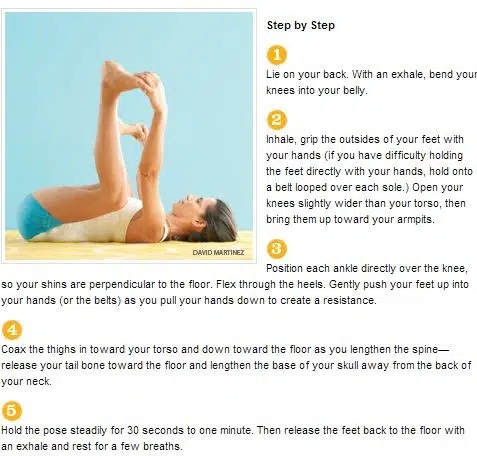 Step by Step
1
Lie on your back. With an exhale, bend your
knees into your belly.
2
Inhale, grip the outsides of your feet with
your hands (if you have difficulty holding
the feet directly with your hands, hold onto
a belt looped over each sole.) Open your
knees slightly wider than your torso, then
bring them up toward your armpits.
DAVID MARTINEZ
3
Position each ankle directly over the knee,
so your shins are perpendicular to the floor. Flex through the heels. Gently push your feet up into
your hands (or the belts) as you pull your hands down to create a resistance.
4
Coax the thighs in toward your torso and down toward the floor as you lengthen the spine—
release your tail bone toward the floor and lengthen the base of your skull away from the back of
your neck.
5
Hold the pose steadily for 30 seconds to one minute. Then release the feet back to the floor with
an exhale and rest for a few breaths.